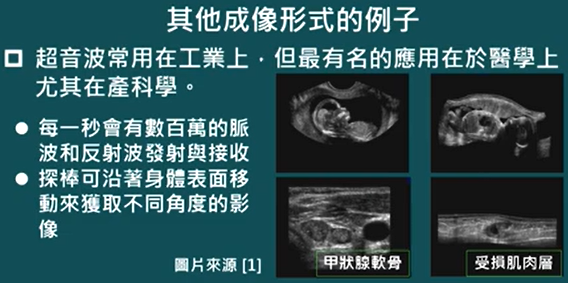 其他成像形式的例子
超音波常用在工業上，但最有名的應用在於醫學上
尤其在產科學。
每一秒會有數百萬的脈
波和反射波發射與接收
探棒可沿著身體表面移
動來獲取不同角度的影
像
圖片來源 [1]
甲狀腺軟骨
受損肌肉層